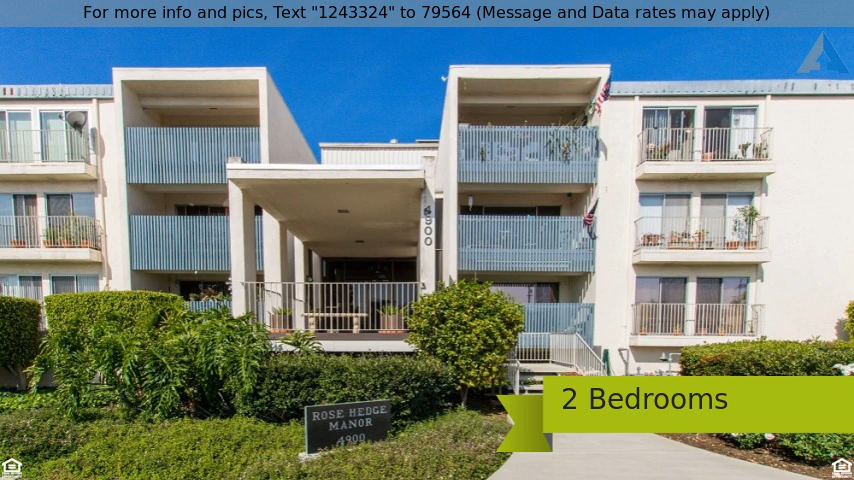 For more info and pics, Text "1243324" to 79564 (Message and Data rates may apply)
4900
2 Bedrooms
ROSE HEDGE
MANOR
4900